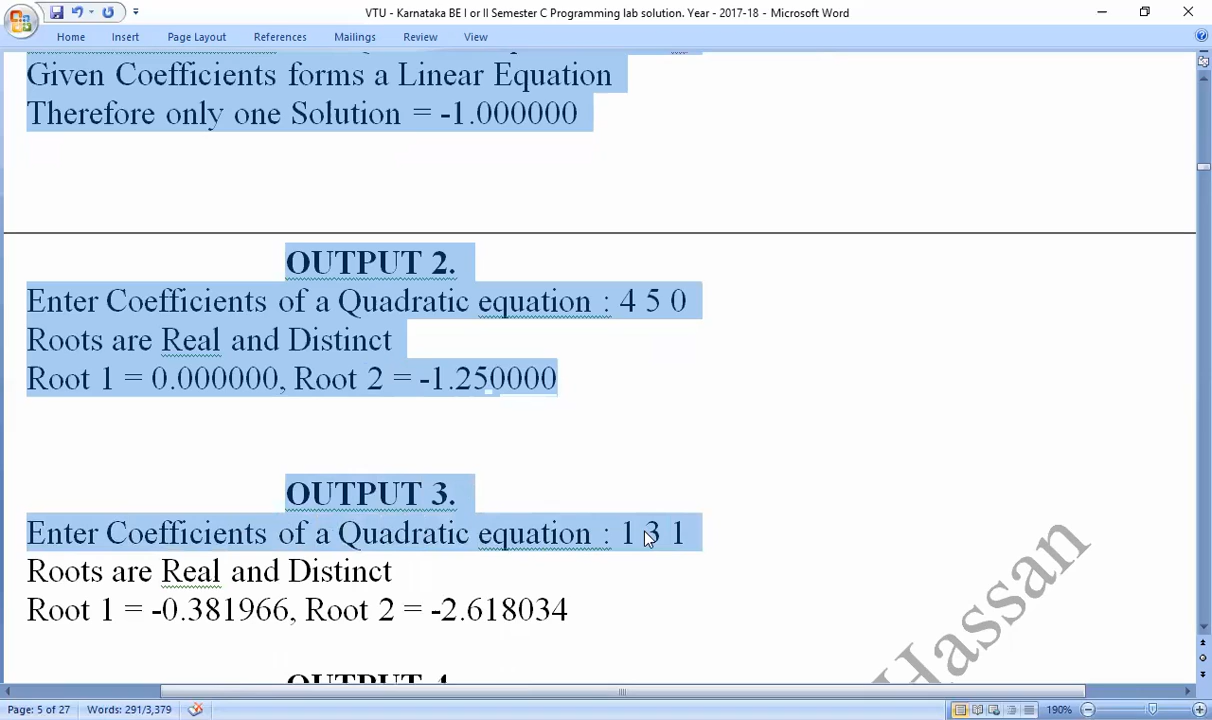 VTU - Karnataka BE I or II Semester C Programming lab solution. Year - 2017-18 - Microsoft Word
Home Insert Page Layout References Mailings Review View
Given Coefficients forms a Linear Equation
Therefore only one Solution = -1.000000
OUTPUT 2.
Enter Coefficients of a Quadratic equation : 4 5 0
Roots are Real and Distinct
Root 1 = 0.000000, Root 2 = -1.250000
OUTPUT 3.
Enter Coefficients of a Quadratic equation : 1 3 1
Roots are Real and Distinct
Root 1 = -0.381966, Root 2 = -2.618034
Hassan
OUTPUT 4
Page: 5 of 27 Words: 291/3,379 190%